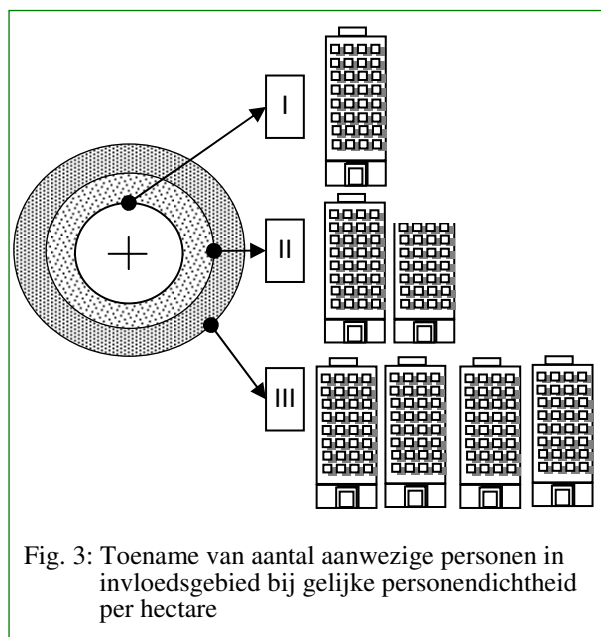 I
II
III
Fig. 3: Toename van aantal aanwezige personen in
invloedsgebied bij gelijke personendichtheid
per hectare